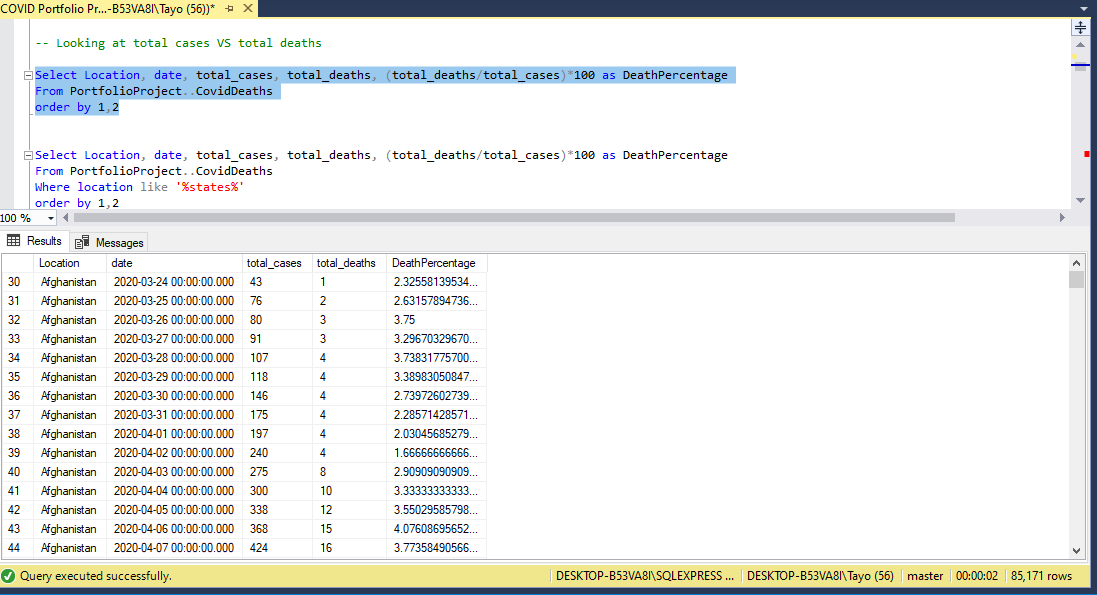 COVID Portfolio Pr...-B53VA8I\Tayo (56))*
-- Looking at total cases VS total deaths
Select Location, date, total_cases, total_deaths, (total_deaths/total_cases)*100 as DeathPercentage
From PortfolioProject..CovidDeaths
order by 1,2
Select Location, date, total_cases, total_deaths, (total_deaths/total_cases)*100 as DeathPercentage
From PortfolioProject..CovidDeaths
Where location like '%states%'
order by 1,2
100 %
Results Messages
Location date total_cases total_deaths DeathPercentage
30 Afghanistan 2020-03-24 00:00:00.000 43 1 2.32558139534...
31 Afghanistan 2020-03-25 00:00:00.000 76 2 2.63157894736...
32 Afghanistan 2020-03-26 00:00:00.000 80 3 3.75
33 Afghanistan 2020-03-27 00:00:00.000 91 3 3.29670329670...
34 Afghanistan 2020-03-28 00:00:00.000 107 4 3.73831775700...
35 Afghanistan 2020-03-29 00:00:00.000 118 4 3.38983050847...
36 Afghanistan 2020-03-30 00:00:00.000 146 4 2.73972602739...
37 Afghanistan 2020-03-31 00:00:00.000 175 4 2.28571428571...
38 Afghanistan 2020-04-01 00:00:00.000 197 4 2.03045685279...
39 Afghanistan 2020-04-02 00:00:00.000 240 4 1.66666666666...
40 Afghanistan 2020-04-03 00:00:00.000 275 8 2.90909090909...
41 Afghanistan 2020-04-04 00:00:00.000 300 10 3.33333333333...
42 Afghanistan 2020-04-05 00:00:00.000 338 12 3.55029585798...
43 Afghanistan 2020-04-06 00:00:00.000 368 15 4.07608695652...
44 Afghanistan 2020-04-07 00:00:00.000 424 16 3.77358490566...
Query executed successfully. DESKTOP-B53VA8I\SQLEXPRESS ... DESKTOP-B53VA8I\Tayo (56) master 00:00:02 85,171 rows